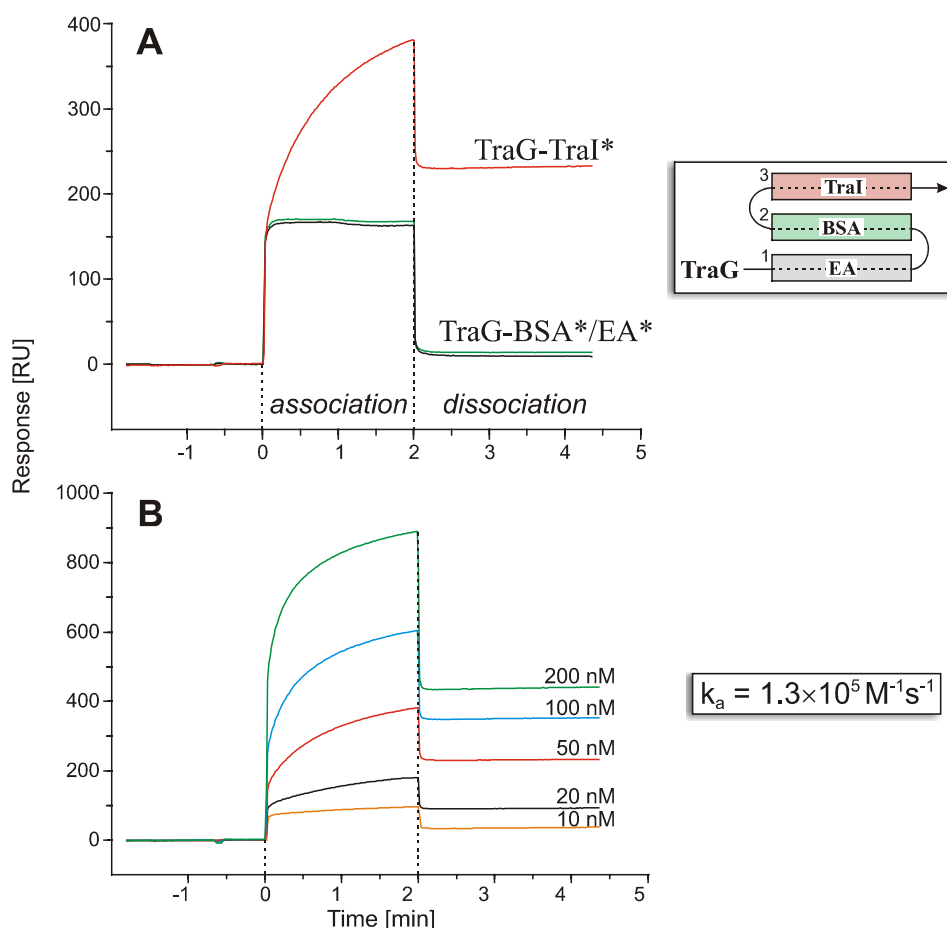 A
400
300
200
100
0
TraG-TraI*
TraG-BSA*/EA*
association
dissociation
-1
0
1
2
3
4
5
Response [RU]
3
TraI
2
BSA
1
TraG
EA
B
1000
800
600
400
200
0
200 nM
100 nM
50 nM
20 nM
10 nM
-1
0
1
2
3
4
5
Time [min]
kₐ = 1.3×10⁵ M⁻¹s⁻¹